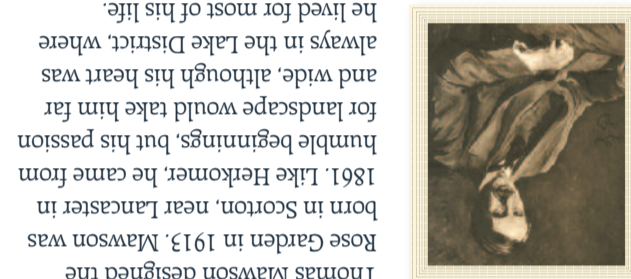 Thomas Mawson designed the
Rose Garden in 1913. Mawson was
born in Scorton, near Lancaster in
1861. Like Herkomer, he came from
humble beginnings, but his passion
for landscape would take him far
and wide, although his heart was
always in the Lake District, where
he lived for most of his life.